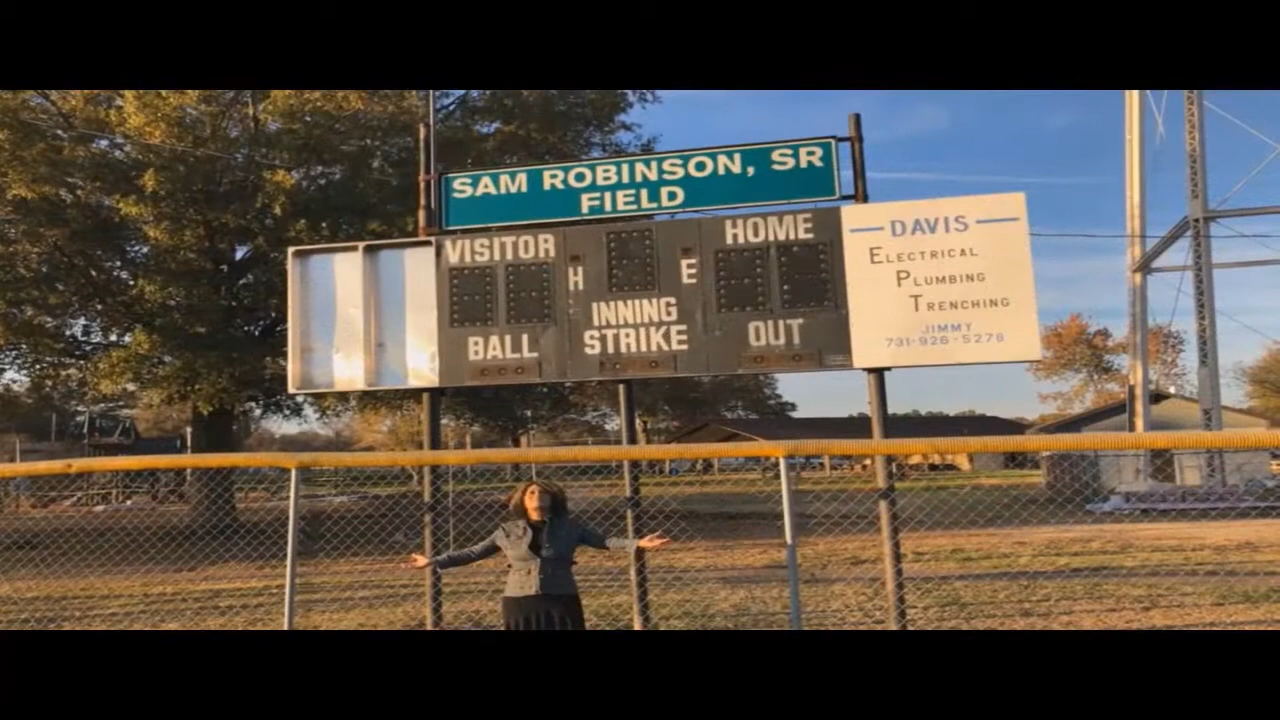 SAM ROBINSON, SR
FIELD
VISITOR
HOME
H
E
INNING
BALL
STRIKE
OUT
DAVIS
ELECTRICAL
PLUMBING
TRENCHING
JIMMY
731-926-5278